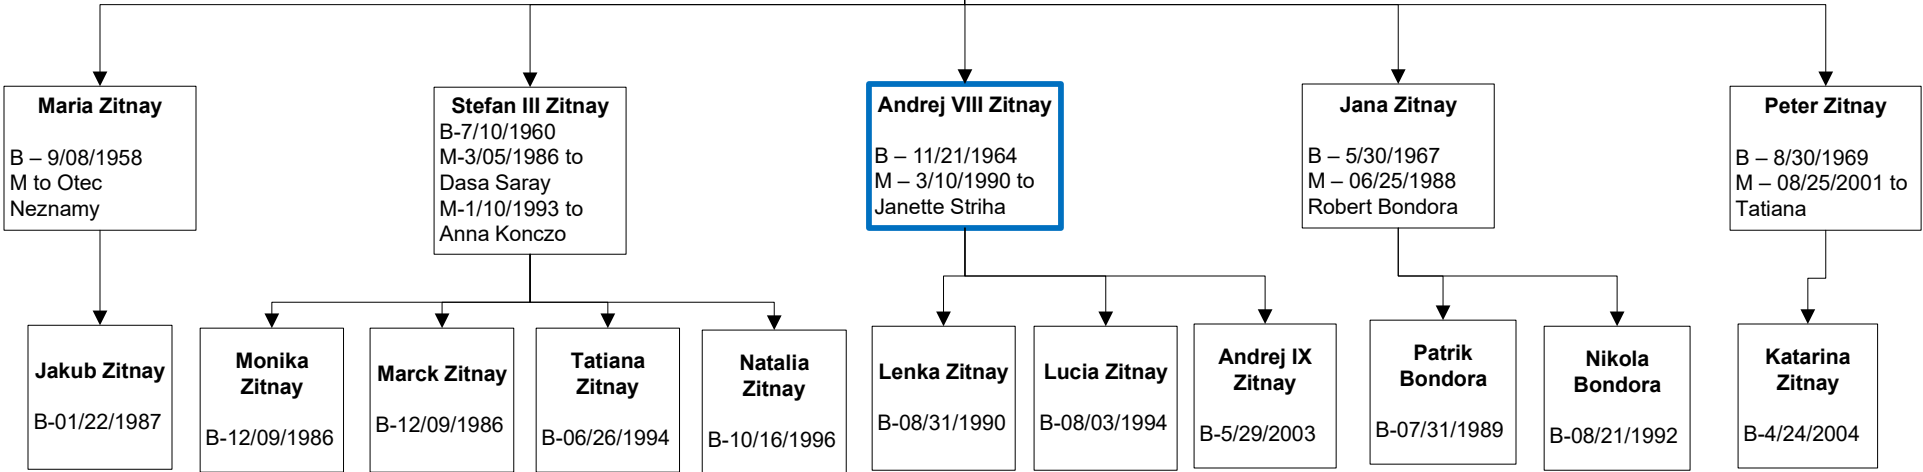 Maria Zitnay
B – 9/08/1958
M to Otec
Neznamy
Stefan III Zitnay
B-7/10/1960
M-3/05/1986 to
Dasa Saray
M-1/10/1993 to
Anna Konczo
Andrej VIII Zitnay
B – 11/21/1964
M – 3/10/1990 to
Janette Striha
Jana Zitnay
B – 5/30/1967
M – 06/25/1988
Robert Bondora
Peter Zitnay
B – 8/30/1969
M – 08/25/2001 to
Tatiana
Jakub Zitnay
B-01/22/1987
Monika
Zitnay
B-12/09/1986
Marck Zitnay
B-12/09/1986
Tatiana
Zitnay
B-06/26/1994
Natalia
Zitnay
B-10/16/1996
Lenka Zitnay
B-08/31/1990
Lucia Zitnay
B-08/03/1994
Andrej IX
Zitnay
B-5/29/2003
Patrik
Bondora
B-07/31/1989
Nikola
Bondora
B-08/21/1992
Katarina
Zitnay
B-4/24/2004